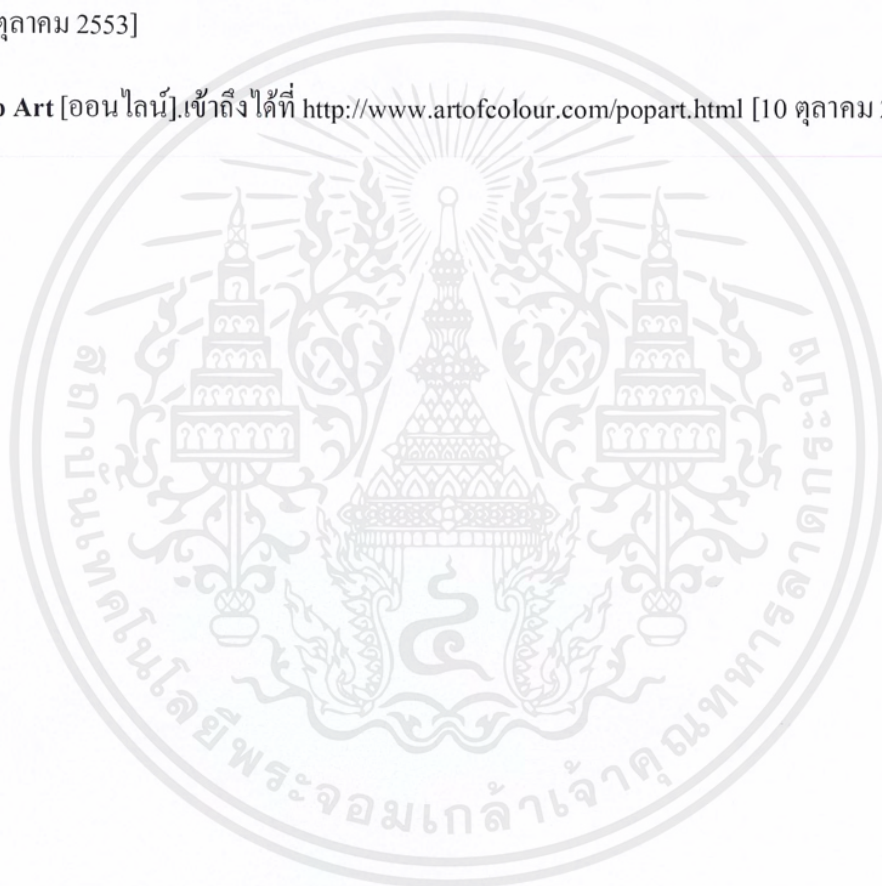 ตุลาคม 2553]
Art [ออนไลน์].เข้าถึงได้ที่ http://www.artofcolour.com/popart.html [10 ตุลาคม
สถาบันเทคโนโลยีพระจอมเกล้าเจ้าคุณทหารลาดกระบัง
๔